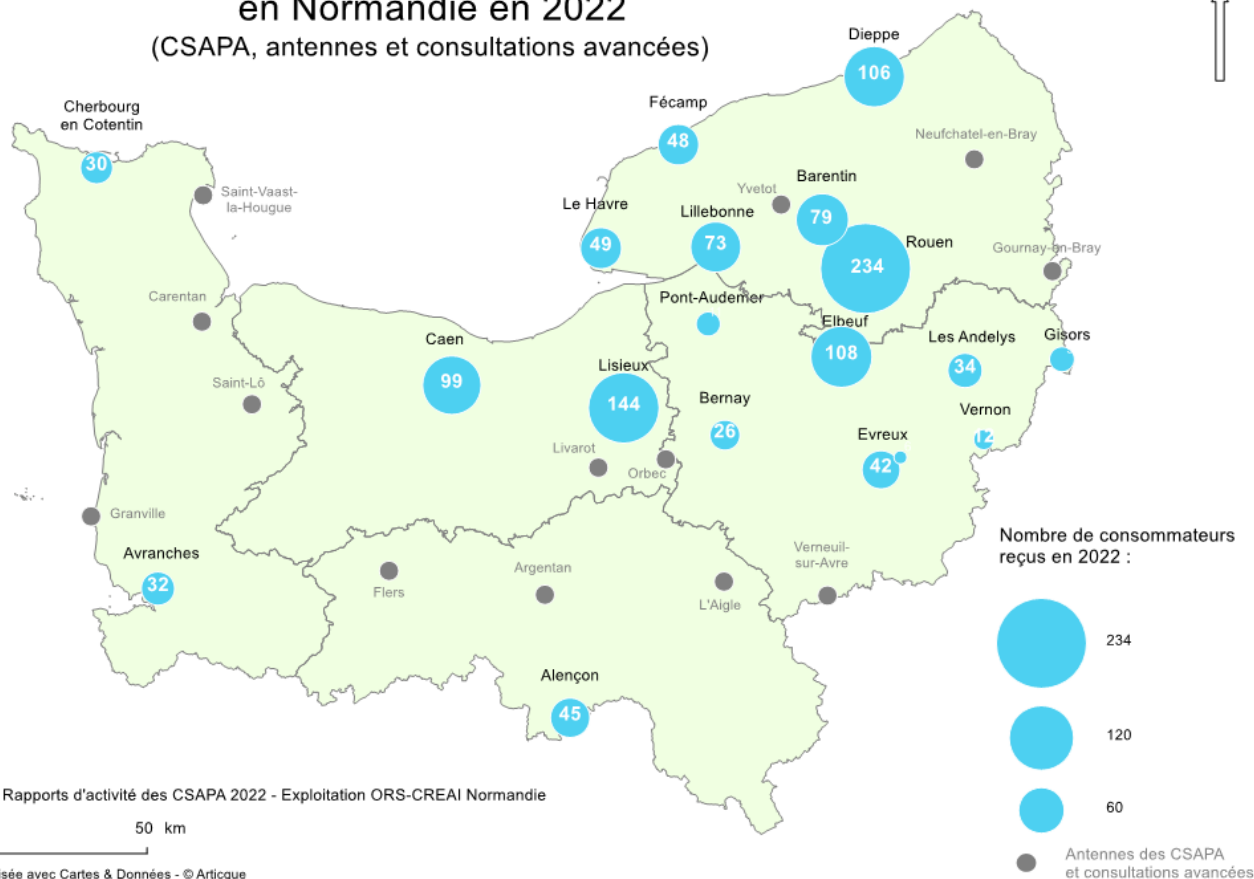 en Normandie en 2022
(CSAPA, antennes et consultations avancées)
Dieppe
106
Cherbourg
en Cotentin
30
Fécamp
48
Neufchatel-en-Bray
Saint-Vaast-
la-Hougue
Yvetot
Barentin
79
Le Havre
49
Lillebonne
73
Rouen
234
Gournay-en-Bray
Carentan
Pont-Audemer
Caen
99
Elbeuf
108
Les Andelys
34
Gisors
Saint-Lô
Lisieux
144
Bernay
26
Vernon
12
Livarot
Orbec
Evreux
42
Granville
Avranches
32
Flers
Argentan
L'Aigle
Verneuil-
sur-Avre
Alençon
45
Nombre de consommateurs
reçus en 2022 :
234
120
60
Antennes des CSAPA
et consultations avancées
Rapports d'activité des CSAPA 2022 - Exploitation ORS-CREAI Normandie
50 km
isée avec Cartes & Données - © Articque